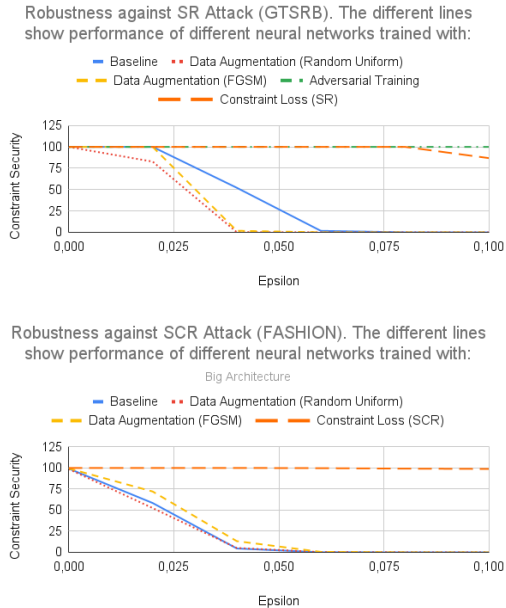 Robustness against SR Attack (GTSRB). The different lines
show performance of different neural networks trained with:
Baseline Data Augmentation (Random Uniform)
Data Augmentation (FGSM) Adversarial Training
Constraint Loss (SR)
Constraint Security
125
100
75
50
25
0
0,000 0,025 0,050 0,075 0,100
Epsilon
Robustness against SCR Attack (FASHION). The different lines
show performance of different neural networks trained with:
Big Architecture
Baseline Data Augmentation (Random Uniform)
Data Augmentation (FGSM) Constraint Loss (SCR)
Constraint Security
125
100
75
50
25
0
0,000 0,025 0,050 0,075 0,100
Epsilon